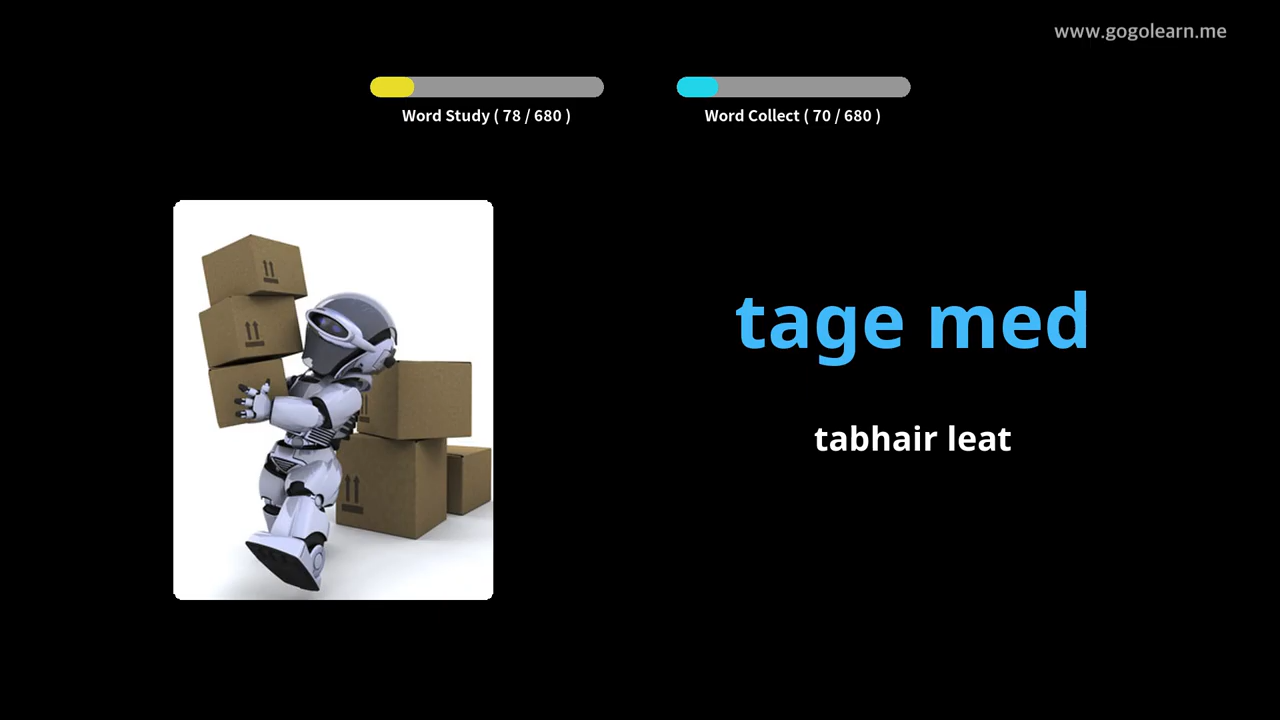 www.gogolearn.me
Word Study ( 78 / 680 )
Word Collect ( 70 / 680 )
tage med
tabhair leat